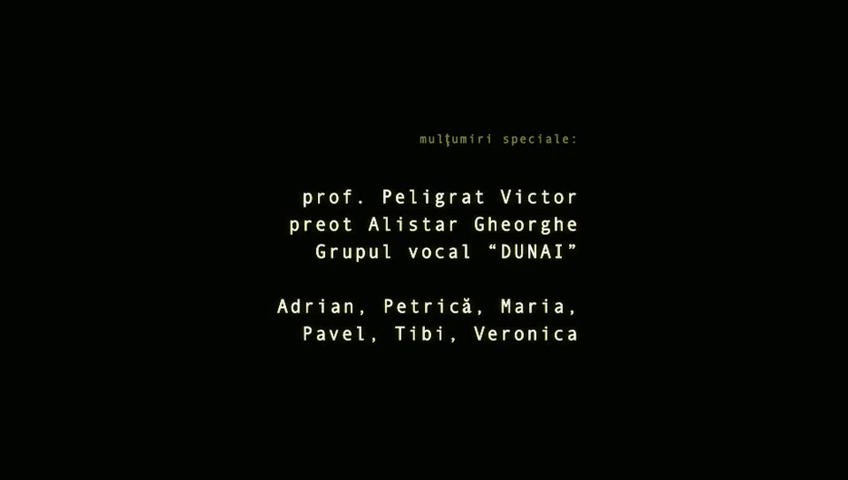 mulţumiri speciale:
prof. Peligrat Victor
preot Alistar Gheorghe
Grupul vocal “DUNAI”
Adrian, Petrică, Maria,
Pavel, Tibi, Veronica